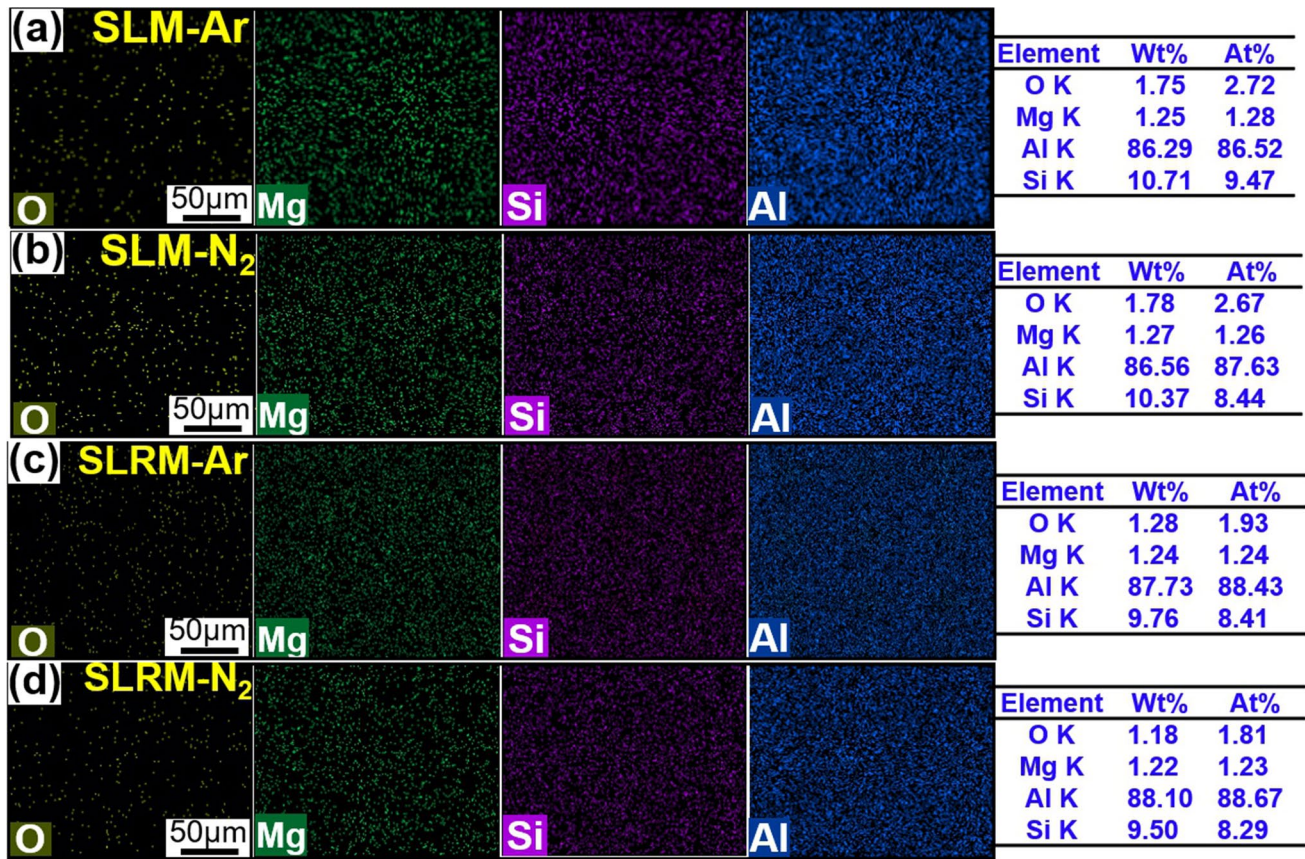 (a) SLM-Ar
O 50μm Mg Si Al
Element Wt% At%
O K 1.75 2.72
Mg K 1.25 1.28
Al K 86.29 86.52
Si K 10.71 9.47
(b) SLM-N₂
O 50μm Mg Si Al
Element Wt% At%
O K 1.78 2.67
Mg K 1.27 1.26
Al K 86.56 87.63
Si K 10.37 8.44
(c) SLRM-Ar
O 50μm Mg Si Al
Element Wt% At%
O K 1.28 1.93
Mg K 1.24 1.24
Al K 87.73 88.43
Si K 9.76 8.41
(d) SLRM-N₂
O 50μm Mg Si Al
Element Wt% At%
O K 1.18 1.81
Mg K 1.22 1.23
Al K 88.10 88.67
Si K 9.50 8.29